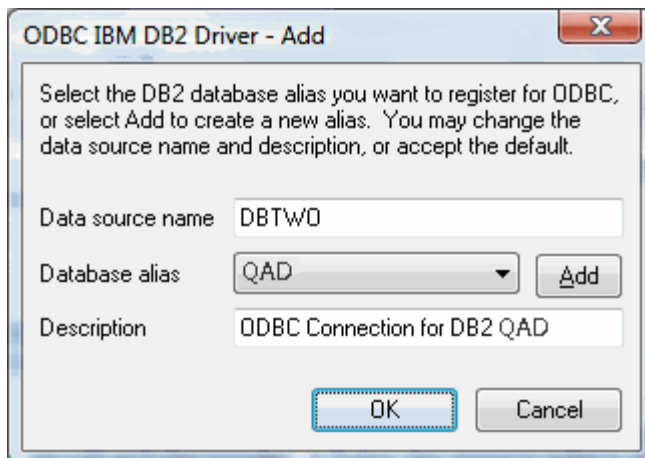 ODBC IBM DB2 Driver - Add
Select the DB2 database alias you want to register for ODBC,
or select Add to create a new alias. You may change the
data source name and description, or accept the default.
Data source name DBTWO
Database alias QAD Add
Description ODBC Connection for DB2 QAD
OK Cancel